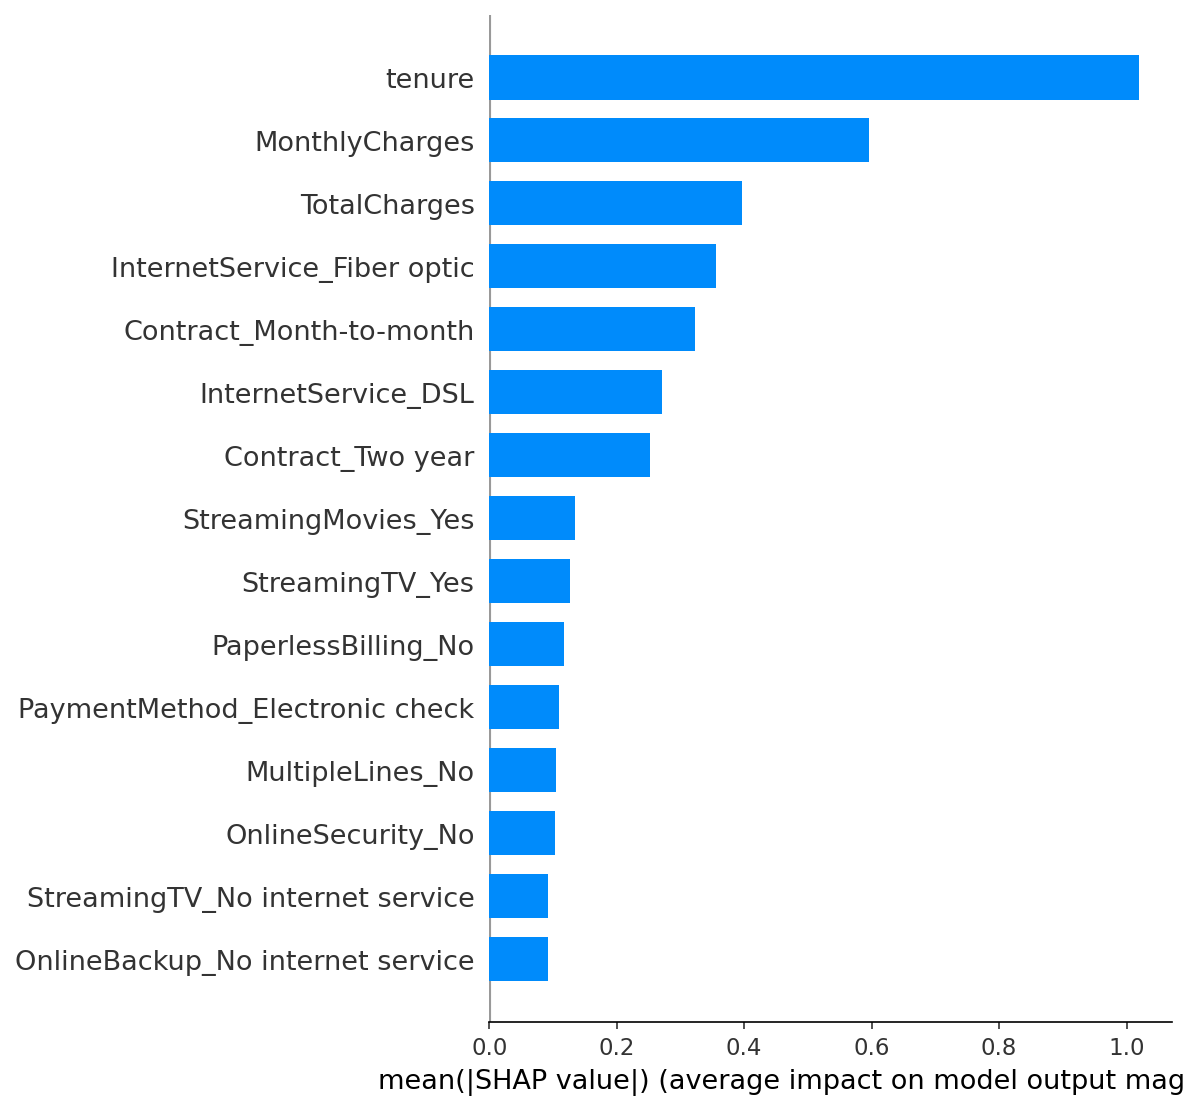 tenure
MonthlyCharges
TotalCharges
InternetService_Fiber optic
Contract_Month-to-month
InternetService_DSL
Contract_Two year
StreamingMovies_Yes
StreamingTV_Yes
PaperlessBilling_No
PaymentMethod_Electronic check
MultipleLines_No
OnlineSecurity_No
StreamingTV_No internet service
OnlineBackup_No internet service
0.0 0.2 0.4 0.6 0.8 1.0
mean(|SHAP value|) (average impact on model output mag